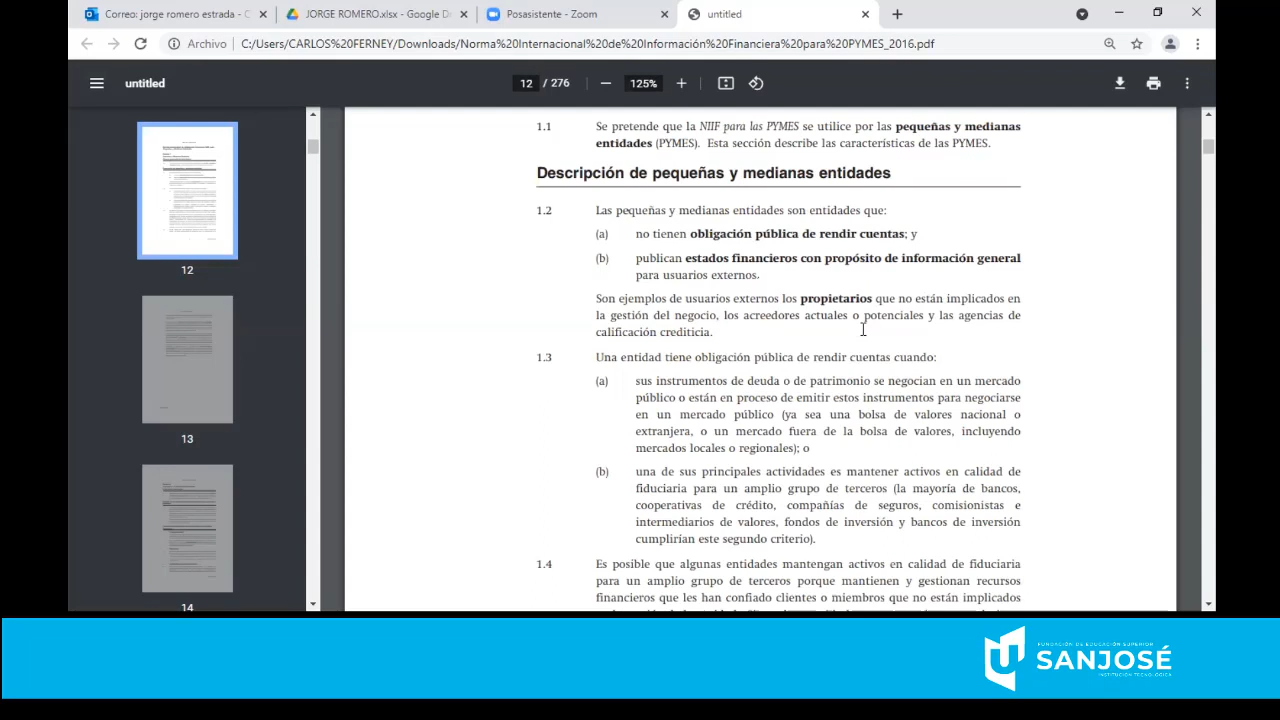 Correo: jorge romero estrada - C
JORGE ROMERO.xlsx - Google D
Posasistente - Zoom
untitled
Archivo
C:/Users/CARLOS%20FERNEY/Downloads/Norma%20Internacional%20de%20Información%20Financiera%20para%20PYMES_2016.pdf
untitled
12 / 276
125%
12
13
14
1.1 Se pretende que la NIIF para las PYMES se utilice por las pequeñas y medianas
entidades (PYMES). Esta sección describe las características de las PYMES.
Descripción de pequeñas y medianas entidades
1.2 Las pequeñas y medianas entidades son entidades que:
(a) no tienen obligación pública de rendir cuentas; y
(b) publican estados financieros con propósito de información general
para usuarios externos.
Son ejemplos de usuarios externos los propietarios que no están implicados en
la gestión del negocio, los acreedores actuales o potenciales y las agencias de
calificación crediticia.
1.3 Una entidad tiene obligación pública de rendir cuentas cuando:
(a) sus instrumentos de deuda o de patrimonio se negocian en un mercado
público o están en proceso de emitir estos instrumentos para negociarse
en un mercado público (ya sea una bolsa de valores nacional o
extranjera, o un mercado fuera de la bolsa de valores, incluyendo
mercados locales o regionales); o
(b) una de sus principales actividades es mantener activos en calidad de
fiduciaria para un amplio grupo de terceros (la mayoría de bancos,
cooperativas de crédito, compañías de seguros, comisionistas e
intermediarios de valores, fondos de inversión y bancos de inversión
cumplirían este segundo criterio).
1.4 Es posible que algunas entidades mantengan activos en calidad de fiduciaria
para un amplio grupo de terceros porque mantienen y gestionan recursos
financieros que les han confiado clientes o miembros que no están implicados
FUNDACIÓN DE EDUCACIÓN SUPERIOR
SANJOSÉ
INSTITUCIÓN TECNOLÓGICA